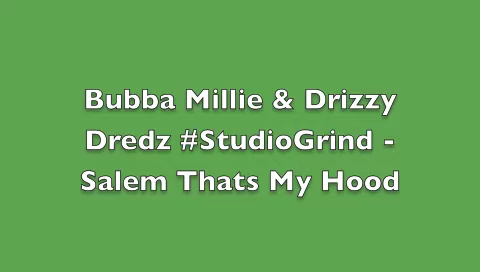 Bubba Millie & Drizzy
Dredz #StudioGrind -
Salem Thats My Hood